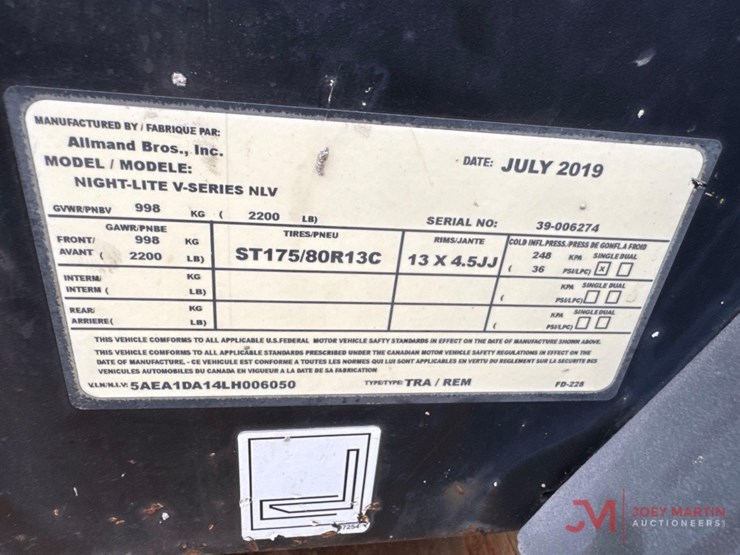 MANUFACTURED BY / FABRIQUE PAR:
Allmand Bros., Inc.
DATE: JULY 2019
MODEL / MODELE:
NIGHT-LITE V-SERIES NLV
GVWR/PNBV 998 KG ( 2200 LB)
SERIAL NO: 39-006274
GAWR/PNBE TIRES/PNEU RIMS/JANTE COLD INFL.PRESS./PRESS DE GONFL.A FROID
FRONT/ 998 KG ST175/80R13C 13 X 4.5JJ 248 KPA SINGLE DUAL
AVANT ( 2200 LB) ( 36 PSI/LPC) X
INTERM: KG KPA SINGLE DUAL
INTERM ( LB) ( PSI/LPC)
REAR: KG KPA SINGLE DUAL
ARRIERE( LB) ( PSI/LPC)
THIS VEHICLE COMFORMS TO ALL APPLICABLE U.S.FEDERAL MOTOR VEHICLE SAFTY STANDARDS IN EFFECT ON THE DATE OF MANUFACTURE SHOWN ABOVE.
THIS VEHICLE COMFORMS TO ALL APPLICABLE STANDARDS PRESCRIBED UNDER THE CANADIAN MOTOR VEHICLE SAFETY REGULATIONS IN EFFECT ON THE
DATE OF MANUFACTURE. - CE VEHICULE EST CONFORME A TOUTES LES NORMES QUI LUI SONT APPLICABLES EN VERTU DU REGLEMENT SUR LA SECURITE DES
VEHICULES AUTOMOBILES DU CANADA EN VIGUEUR A LA DATE DE SA FABRICATION
V.I.N/N.I.V: 5AEA1DA14LH006050 TYPE/TYPE: TRA / REM FD-228
JM JOEY MARTIN
AUCTIONEERS